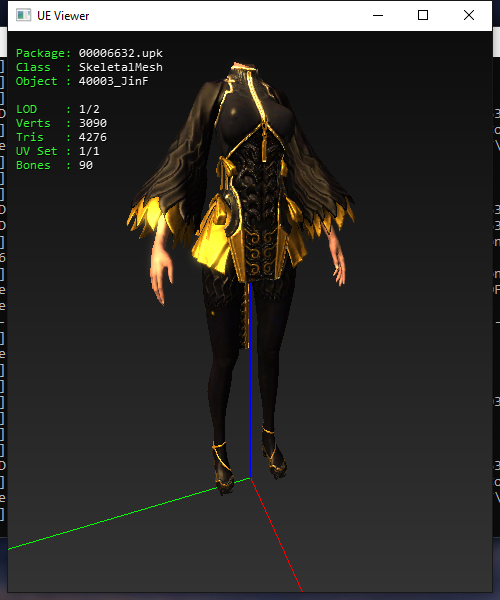 UE Viewer
Package: 00006632.upk
Class : SkeletalMesh
Object : 40003_JinF
LOD : 1/2
Verts : 3090
Tris : 4276
UV Set : 1/1
Bones : 90